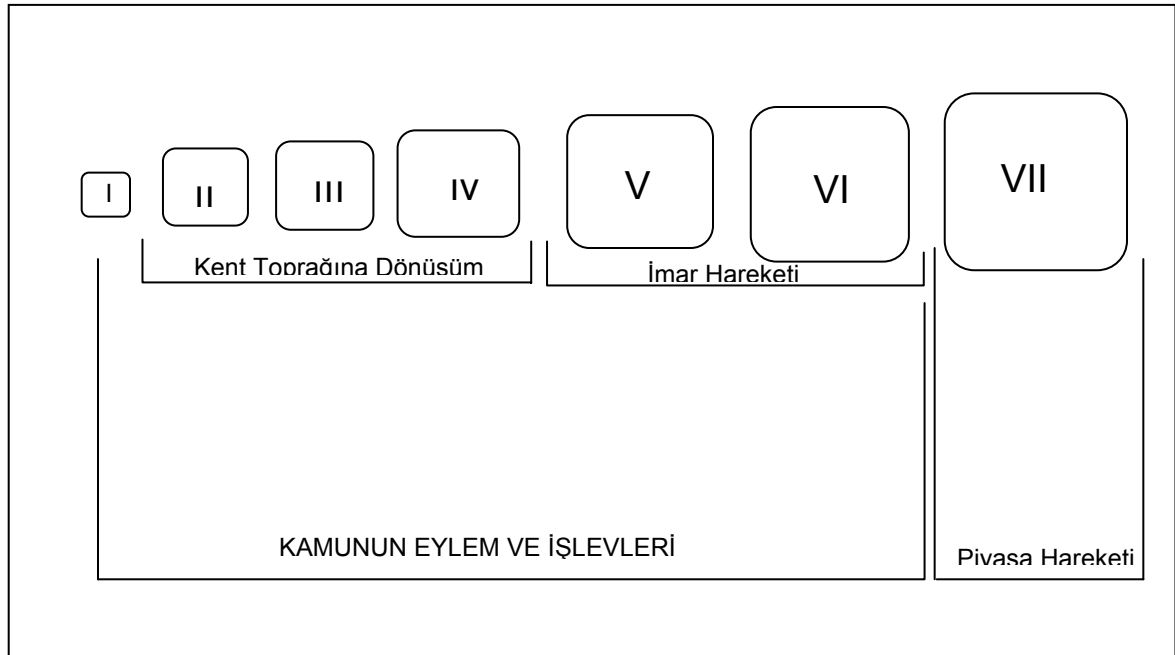 I II III IV V VI VII
Kent Toprağına Dönüşüm
İmar Hareketi
KAMUNUN EYLEM VE İŞLEVLERİ
Piyasa Hareketi